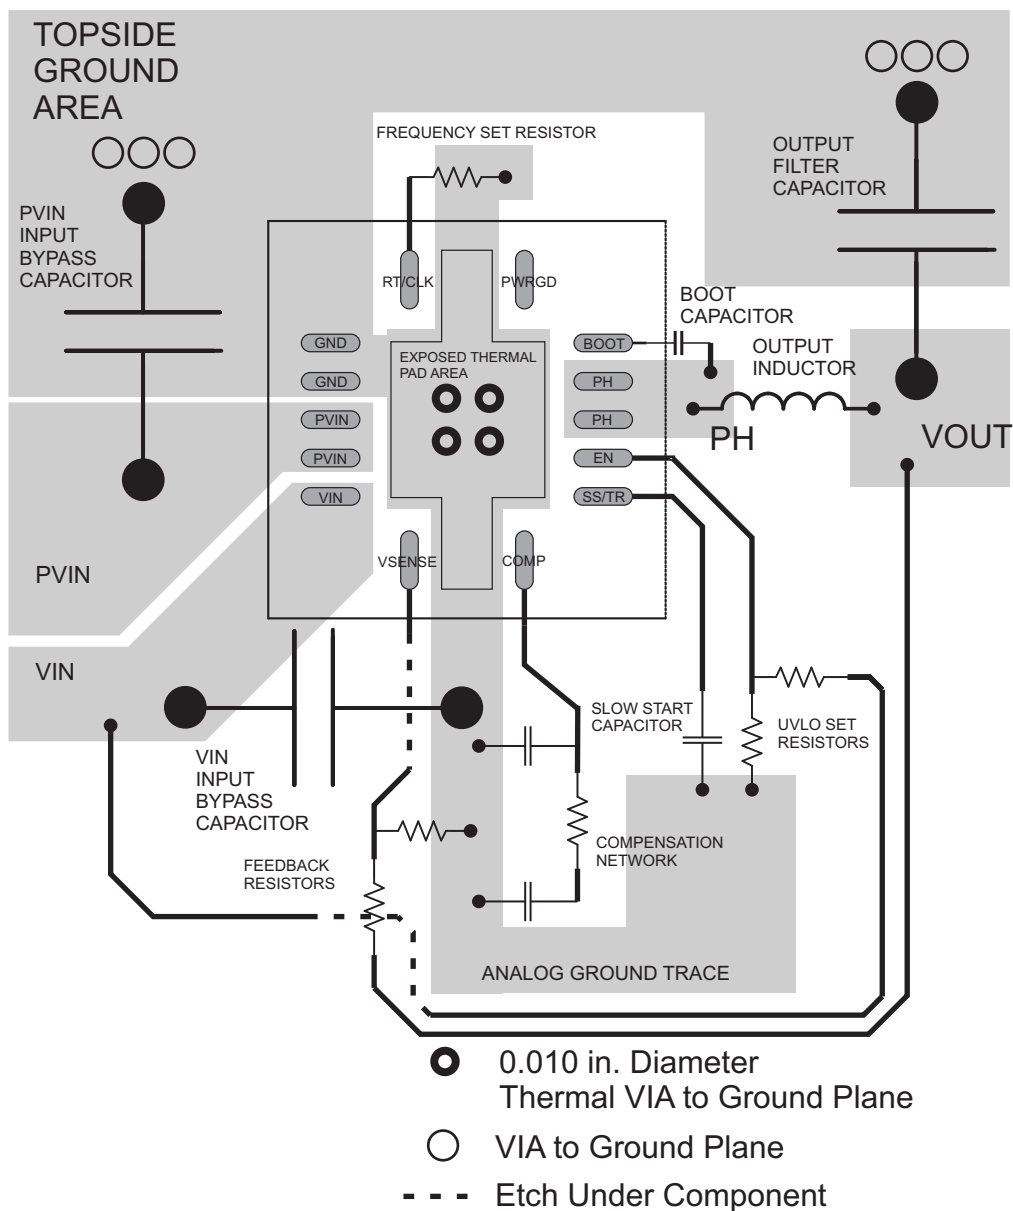 TOPSIDE
GROUND
AREA
FREQUENCY SET RESISTOR
OUTPUT
FILTER
CAPACITOR
PVIN
INPUT
BYPASS
CAPACITOR
RT/CLK
PWRGD
BOOT
CAPACITOR
OUTPUT
INDUCTOR
GND
GND
PVIN
PVIN
VIN
EXPOSED THERMAL
PAD AREA
BOOT
PH
PH
EN
SS/TR
PH
VOUT
VSENSE
COMP
PVIN
VIN
VIN
INPUT
BYPASS
CAPACITOR
SLOW START
CAPACITOR
UVLO SET
RESISTORS
FEEDBACK
RESISTORS
COMPENSATION
NETWORK
ANALOG GROUND TRACE
0.010 in. Diameter
Thermal VIA to Ground Plane
VIA to Ground Plane
Etch Under Component